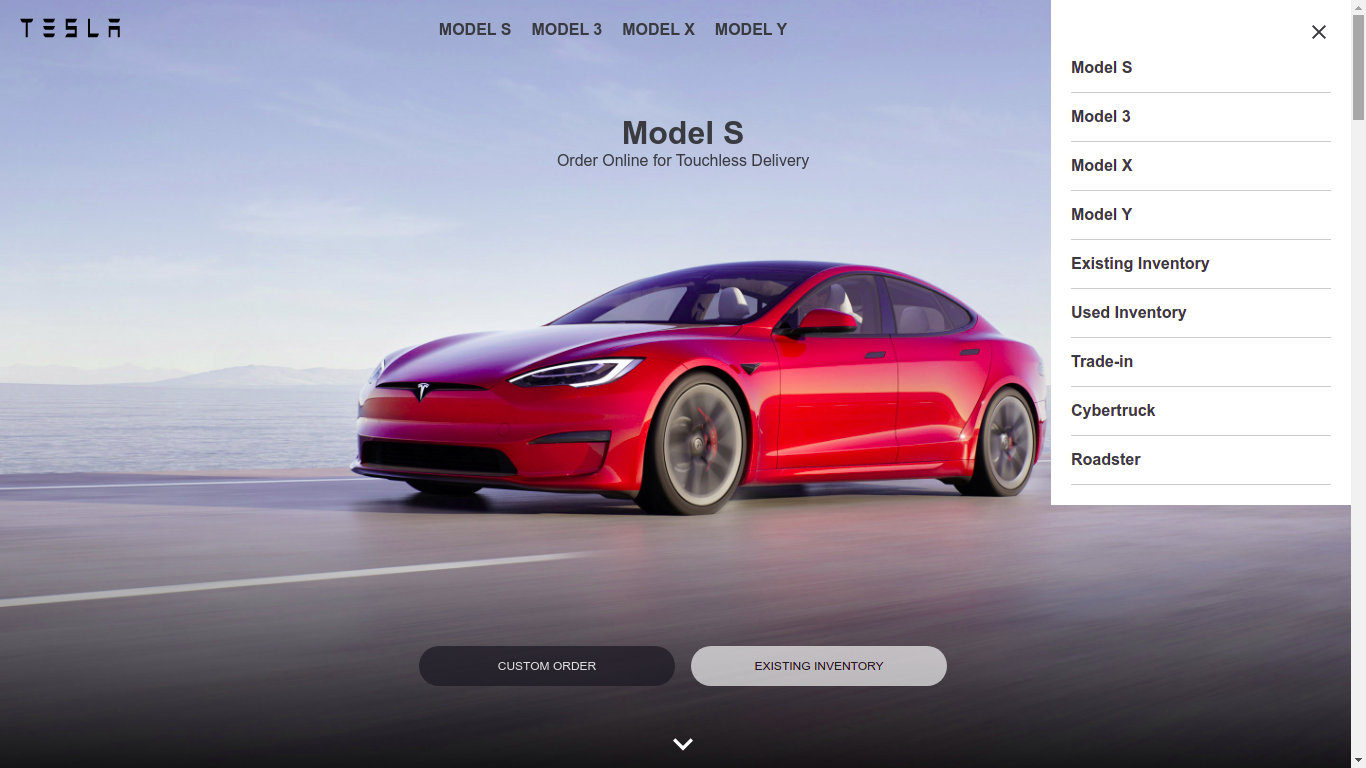 TESLA
MODEL S MODEL 3 MODEL X MODEL Y
Model S
Order Online for Touchless Delivery
CUSTOM ORDER
EXISTING INVENTORY
Model S
Model 3
Model X
Model Y
Existing Inventory
Used Inventory
Trade-in
Cybertruck
Roadster